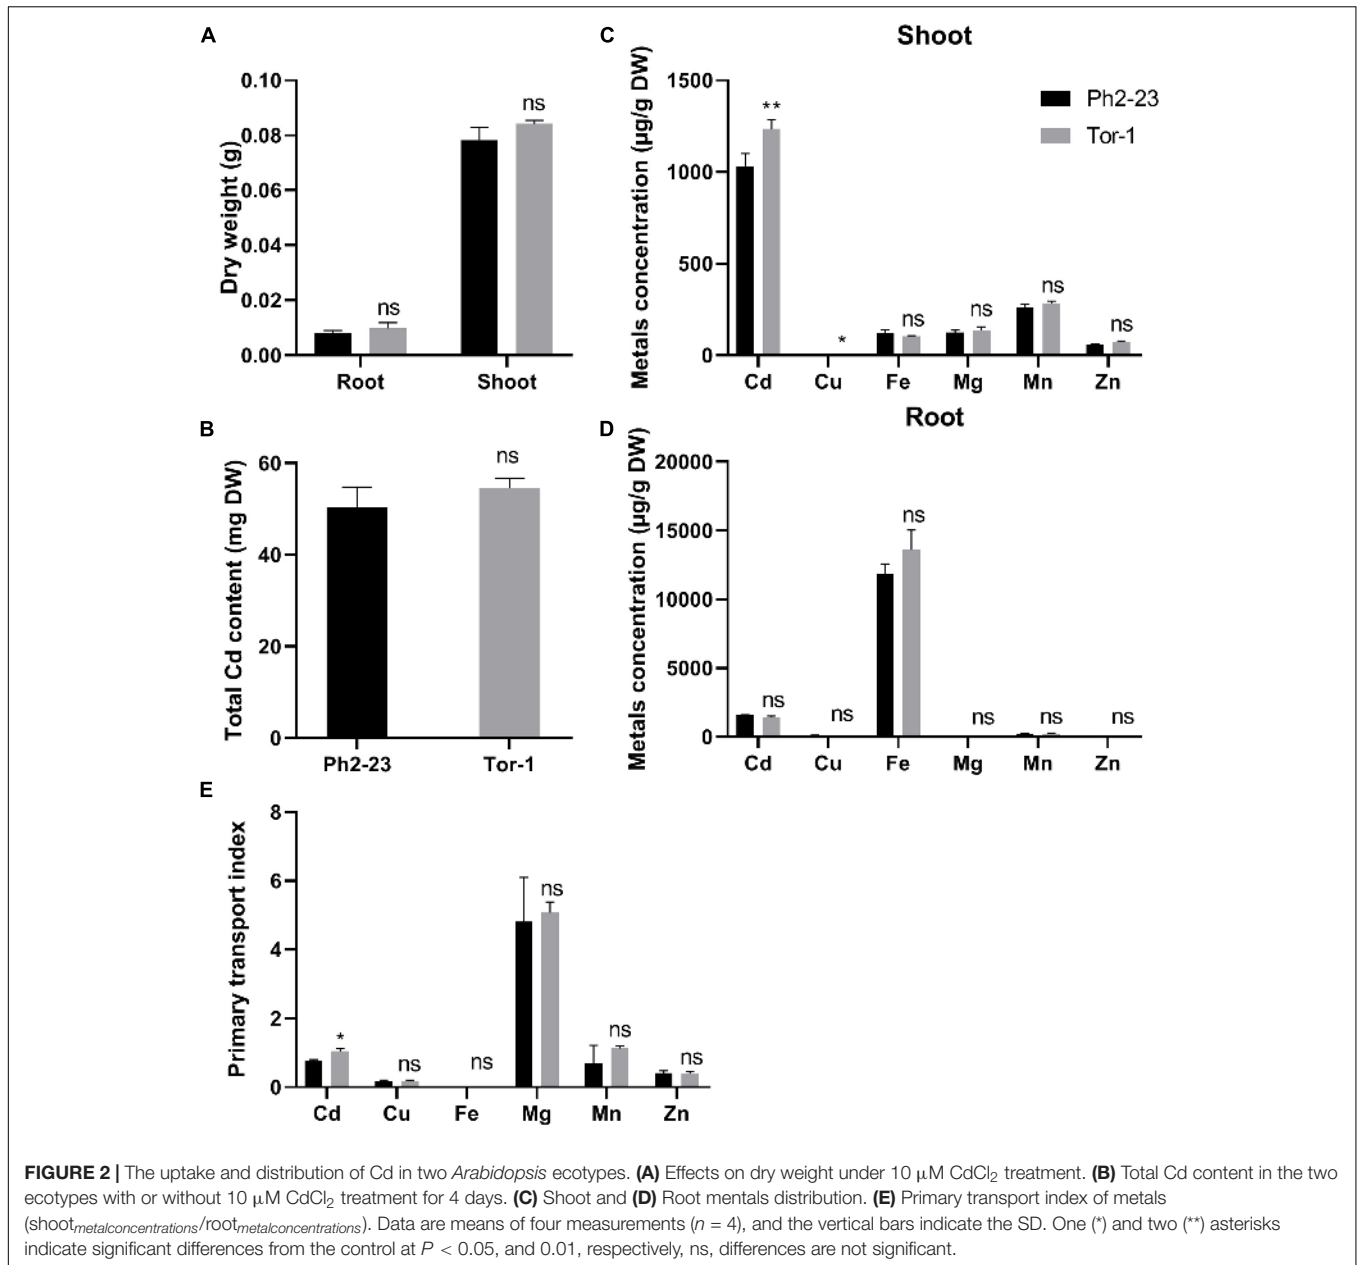 A
0.10
0.08
0.06
0.04
0.02
0.00
Dry weight (g)
ns
ns
Root Shoot
C
Shoot
1500
1000
500
0
Metals concentration (µg/g DW)
Ph2-23
Tor-1
**
*
ns
ns
ns
ns
Cd Cu Fe Mg Mn Zn
B
60
40
20
0
Total Cd content (mg DW)
ns
Ph2-23 Tor-1
D
Root
20000
15000
10000
5000
0
Metals concentration (µg/g DW)
ns
ns
ns
ns
ns
ns
Cd Cu Fe Mg Mn Zn
E
8
6
4
2
0
Primary transport index
*
ns
ns
ns
ns
ns
Cd Cu Fe Mg Mn Zn
FIGURE 2 | The uptake and distribution of Cd in two Arabidopsis ecotypes. (A) Effects on dry weight under 10 µM CdCl2 treatment. (B) Total Cd content in the two
ecotypes with or without 10 µM CdCl2 treatment for 4 days. (C) Shoot and (D) Root mentals distribution. (E) Primary transport index of metals
(shootmetalconcentrations/rootmetalconcentrations). Data are means of four measurements (n = 4), and the vertical bars indicate the SD. One (*) and two (**) asterisks
indicate significant differences from the control at P < 0.05, and 0.01, respectively, ns, differences are not significant.